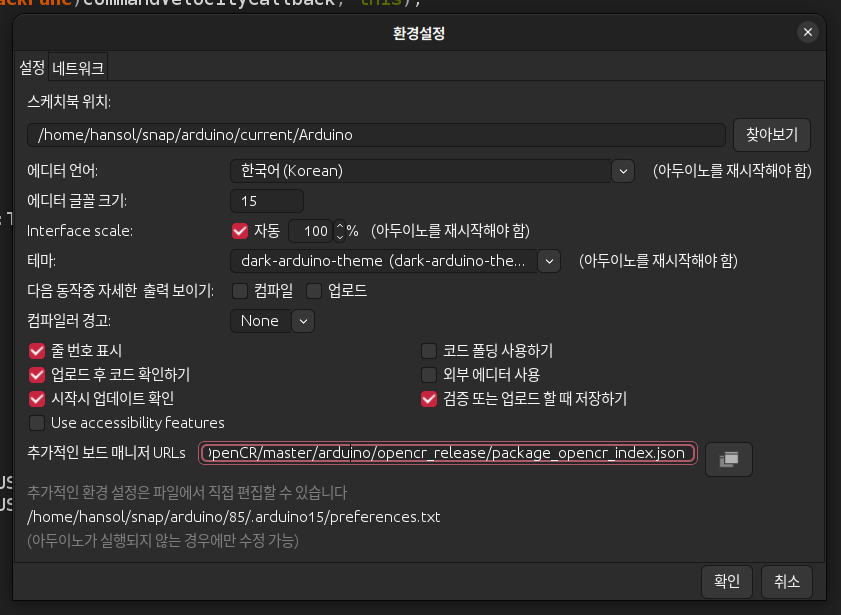 commandVelocityCallback, this);
환경설정
설정 네트워크
스케치북 위치:
/home/hansol/snap/arduino/current/Arduino 찾아보기
에디터 언어: 한국어 (Korean) (아두이노를 재시작해야 함)
에디터 글꼴 크기: 15
Interface scale: 자동 100 % (아두이노를 재시작해야 함)
테마: dark-arduino-theme (dark-arduino-the... (아두이노를 재시작해야 함)
다음 동작중 자세한 출력 보이기: 컴파일 업로드
컴파일러 경고: None
줄 번호 표시 코드 폴딩 사용하기
업로드 후 코드 확인하기 외부 에디터 사용
시작시 업데이트 확인 검증 또는 업로드 할 때 저장하기
Use accessibility features
추가적인 보드 매니저 URLs OpenCR/master/arduino/opencr_release/package_opencr_index.json
추가적인 환경 설정은 파일에서 직접 편집할 수 있습니다
/home/hansol/snap/arduino/85/.arduino15/preferences.txt
(아두이노가 실행되지 않는 경우에만 수정 가능)
확인 취소